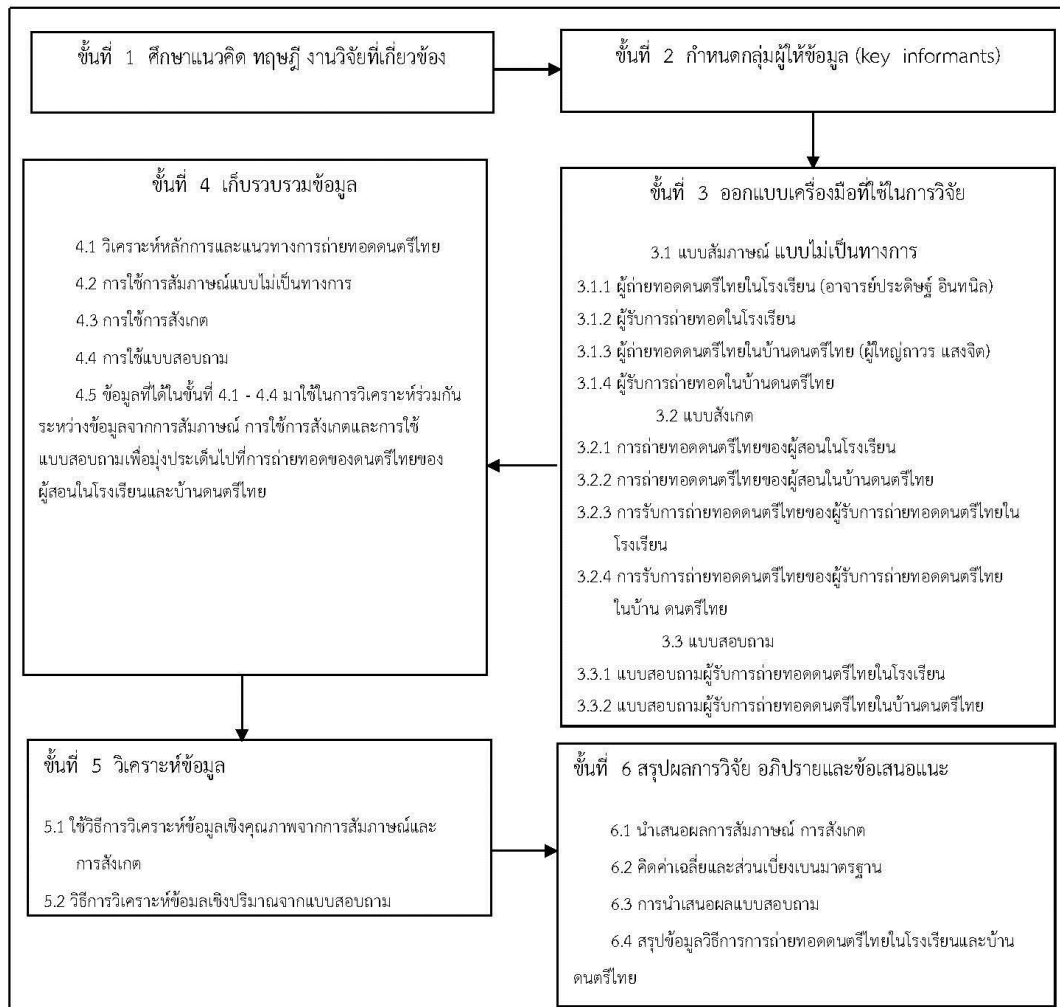 ขั้นที่ 1 ศึกษาแนวคิด ทฤษฎี งานวิจัยที่เกี่ยวข้อง
ขั้นที่ 2 กำหนดกลุ่มผู้ให้ข้อมูล (key informants)
ขั้นที่ 3 ออกแบบเครื่องมือที่ใช้ในการวิจัย
3.1 แบบสัมภาษณ์ แบบไม่เป็นทางการ
3.1.1 ผู้ถ่ายทอดดนตรีไทยในโรงเรียน (อาจารย์ประดิษฐ์ อินทนิล)
3.1.2 ผู้รับการถ่ายทอดในโรงเรียน
3.1.3 ผู้ถ่ายทอดดนตรีไทยในบ้านดนตรีไทย (ผู้ใหญ่ถาวร แสงจิต)
3.1.4 ผู้รับการถ่ายทอดในบ้านดนตรีไทย
3.2 แบบสังเกต
3.2.1 การถ่ายทอดดนตรีไทยของผู้สอนในโรงเรียน
3.2.2 การถ่ายทอดดนตรีไทยของผู้สอนในบ้านดนตรีไทย
3.2.3 การรับการถ่ายทอดดนตรีไทยของผู้รับการถ่ายทอดดนตรีไทยใน
โรงเรียน
3.2.4 การรับการถ่ายทอดดนตรีไทยของผู้รับการถ่ายทอดดนตรีไทย
ในบ้าน ดนตรีไทย
3.3 แบบสอบถาม
3.3.1 แบบสอบถามผู้รับการถ่ายทอดดนตรีไทยในโรงเรียน
3.3.2 แบบสอบถามผู้รับการถ่ายทอดดนตรีไทยในบ้านดนตรีไทย
ขั้นที่ 4 เก็บรวบรวมข้อมูล
4.1 วิเคราะห์หลักการและแนวทางการถ่ายทอดดนตรีไทย
4.2 การใช้การสัมภาษณ์แบบไม่เป็นทางการ
4.3 การใช้การสังเกต
4.4 การใช้แบบสอบถาม
4.5 ข้อมูลที่ได้ในขั้นที่ 4.1 - 4.4 มาใช้ในการวิเคราะห์ร่วมกัน
ระหว่างข้อมูลจากการสัมภาษณ์ การใช้การสังเกตและการใช้
แบบสอบถามเพื่อมุ่งประเด็นไปที่การถ่ายทอดของดนตรีไทยของ
ผู้สอนในโรงเรียนและบ้านดนตรีไทย
ขั้นที่ 5 วิเคราะห์ข้อมูล
5.1 ใช้วิธีการวิเคราะห์ข้อมูลเชิงคุณภาพจากการสัมภาษณ์และ
การสังเกต
5.2 วิธีการวิเคราะห์ข้อมูลเชิงปริมาณจากแบบสอบถาม
ขั้นที่ 6 สรุปผลการวิจัย อภิปรายและข้อเสนอแนะ
6.1 นำเสนอผลการสัมภาษณ์ การสังเกต
6.2 คิดค่าเฉลี่ยและส่วนเบี่ยงเบนมาตรฐาน
6.3 การนำเสนอผลแบบสอบถาม
6.4 สรุปข้อมูลวิธีการการถ่ายทอดดนตรีไทยในโรงเรียนและบ้าน
ดนตรีไทย